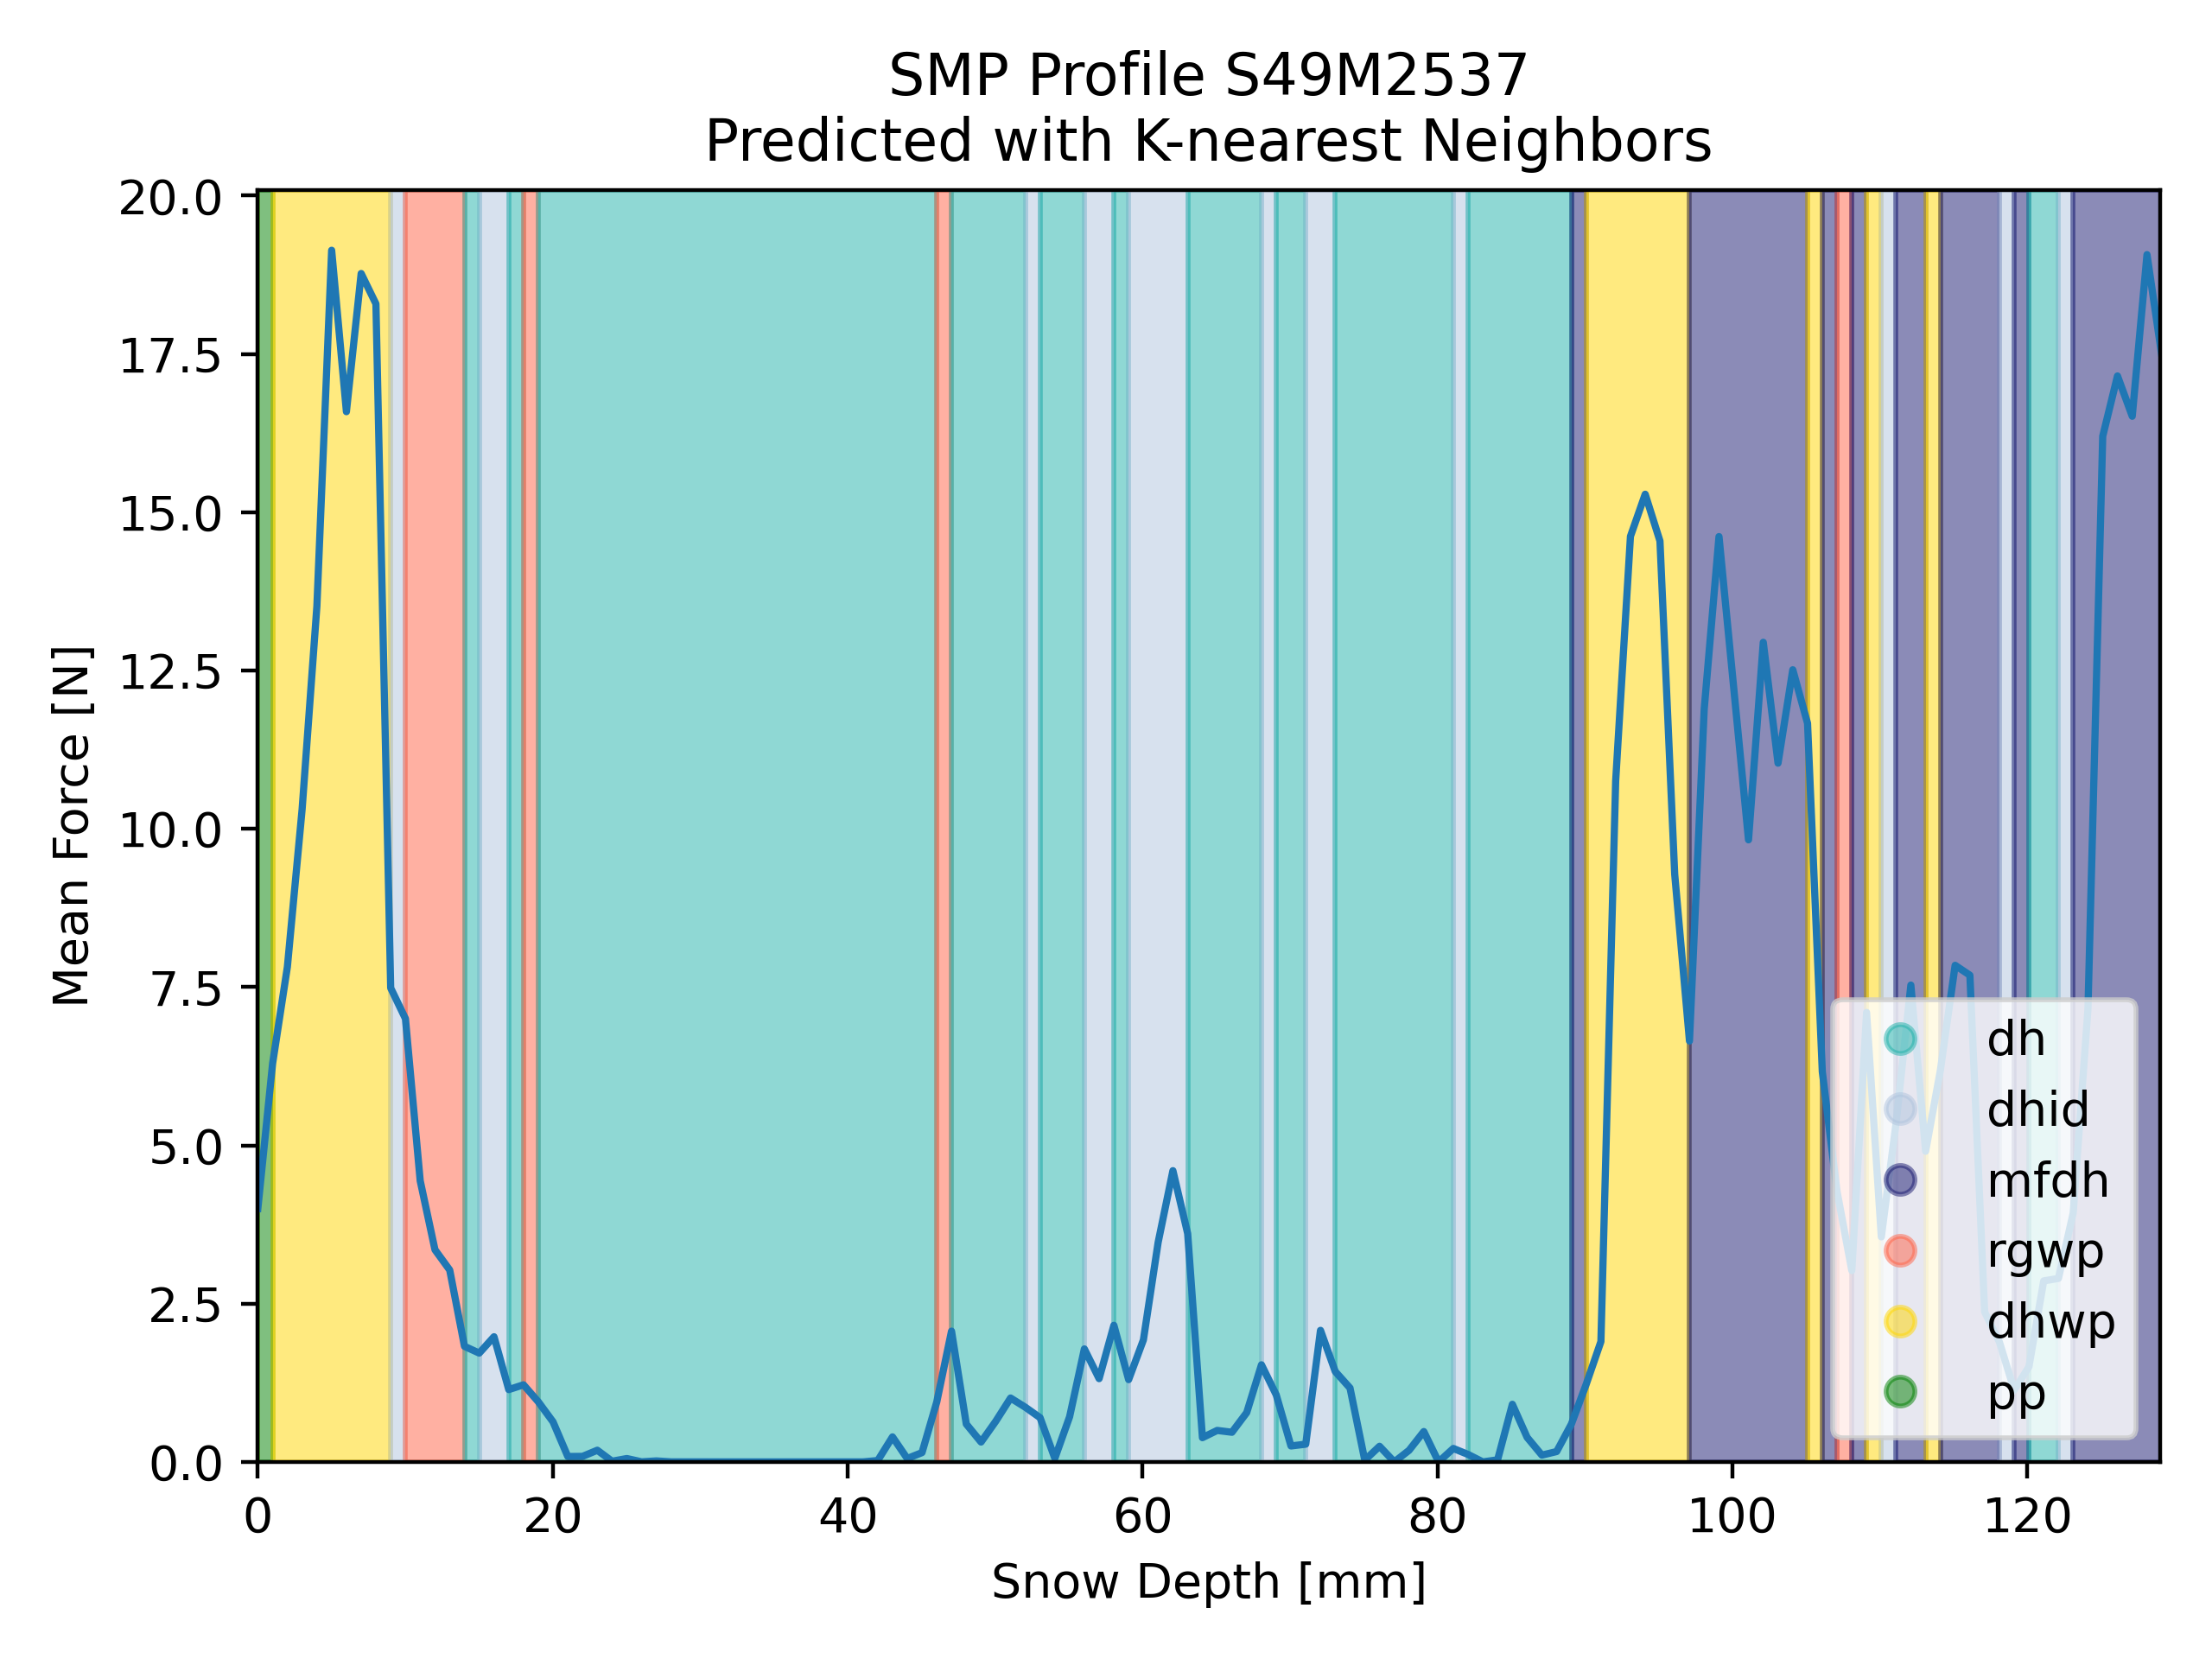 SMP Profile S49M2537
Predicted with K-nearest Neighbors
20.0
17.5
15.0
12.5
10.0
7.5
5.0
2.5
0.0
Mean Force [N]
dh
dhid
mfdh
rgwp
dhwp
pp
0 20 40 60 80 100 120
Snow Depth [mm]